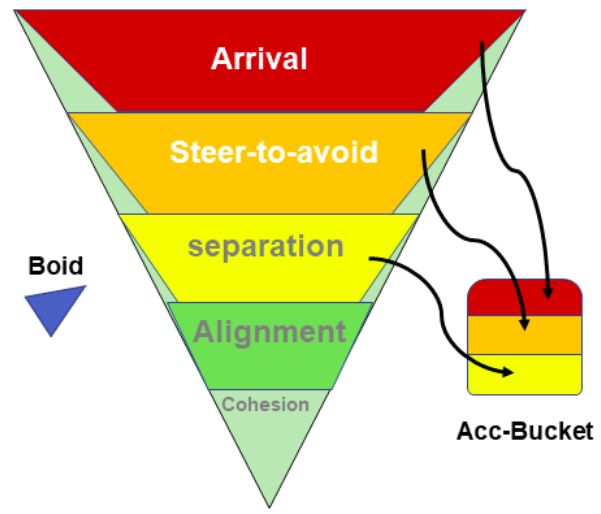 Arrival
Steer-to-avoid
separation
Boid
Alignment
Cohesion
Acc-Bucket